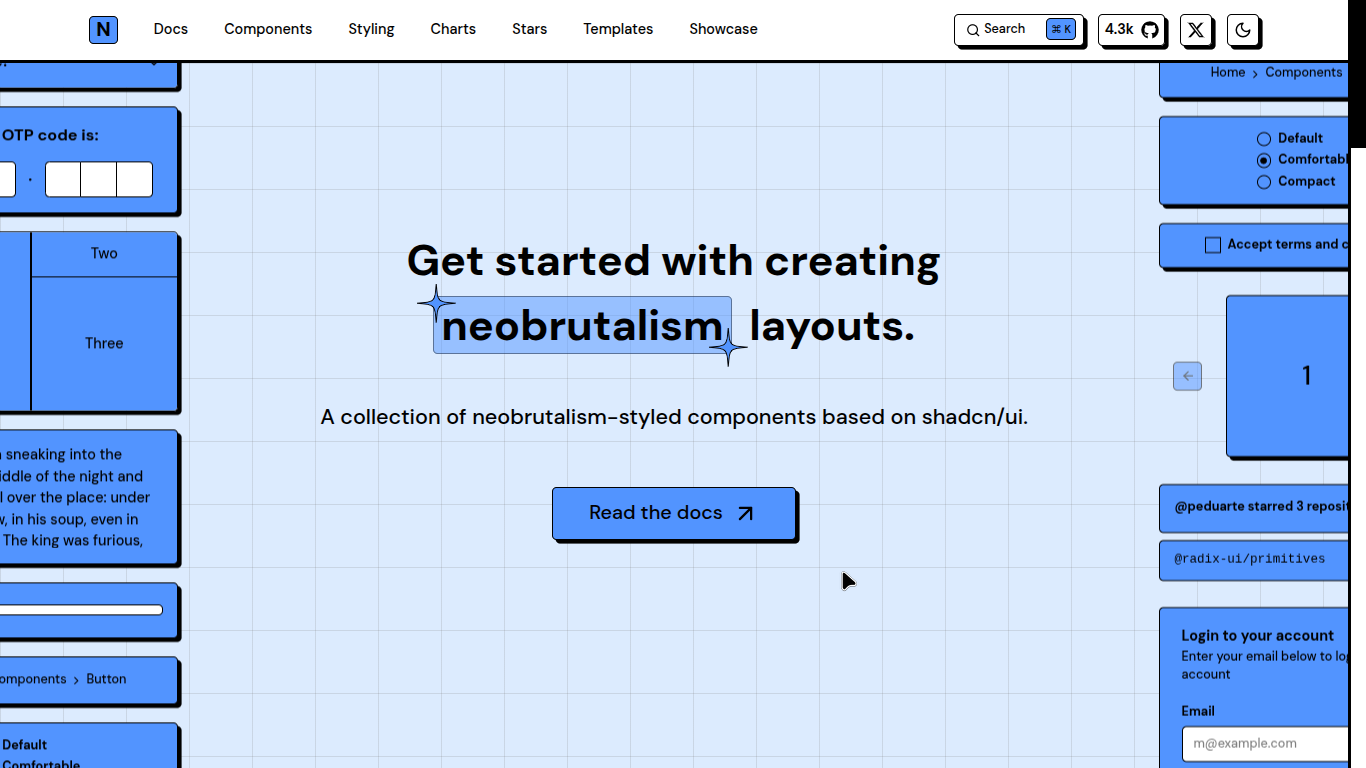 N
Docs
Components
Styling
Charts
Stars
Templates
Showcase
Search
⌘ K
4.3k
OTP code is:
Two
Three
sneaking into the
iddle of the night and
l over the place: under
, in his soup, even in
The king was furious,
omponents > Button
Default
Comfortable
Get started with creating
neobrutalism layouts.
A collection of neobrutalism-styled components based on shadcn/ui.
Read the docs
Home > Components
Default
Comfortabl
Compact
Accept terms and c
1
@peduarte starred 3 reposit
@radix-ui/primitives
Login to your account
Enter your email below to lo
account
Email
m@example.com